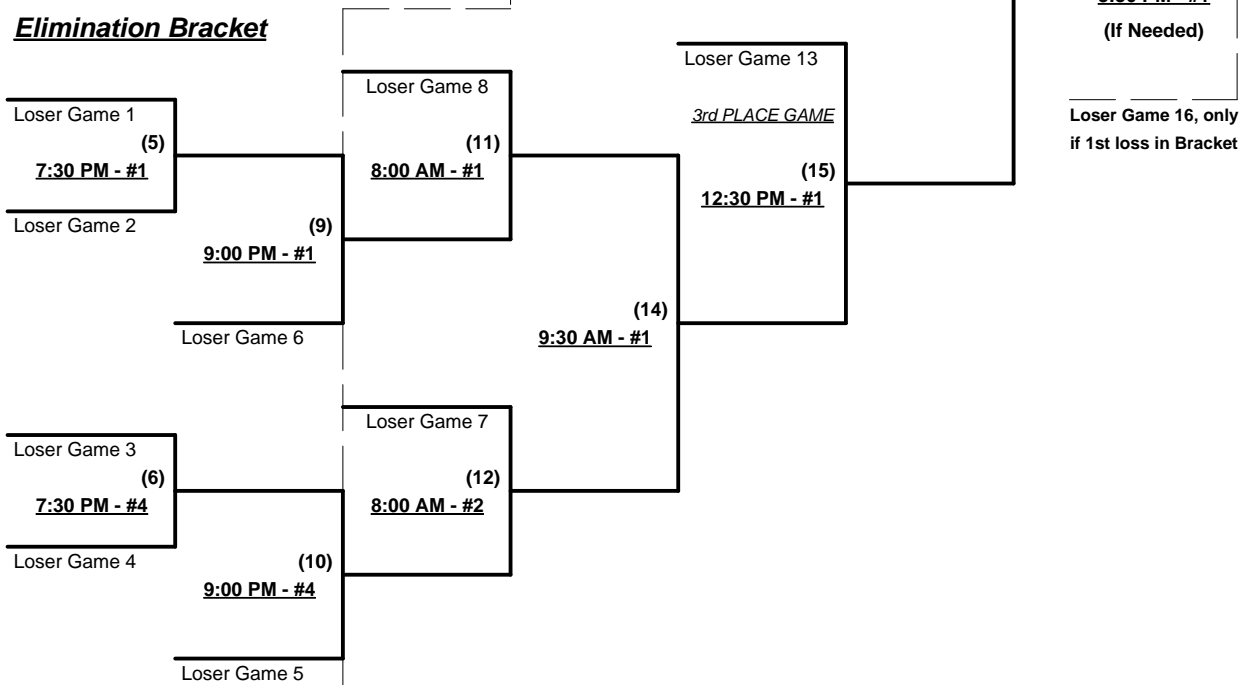 Elimination Bracket
(If Needed)
Loser Game 13
Loser Game 8
Loser Game 1
3rd PLACE GAME
Loser Game 16, only
if 1st loss in Bracket
(5)
7:30 PM - #1
(11)
8:00 AM - #1
(15)
12:30 PM - #1
Loser Game 2
(9)
9:00 PM - #1
Loser Game 6
(14)
9:30 AM - #1
Loser Game 7
Loser Game 3
(6)
7:30 PM - #4
(12)
8:00 AM - #2
Loser Game 4
(10)
9:00 PM - #4
Loser Game 5